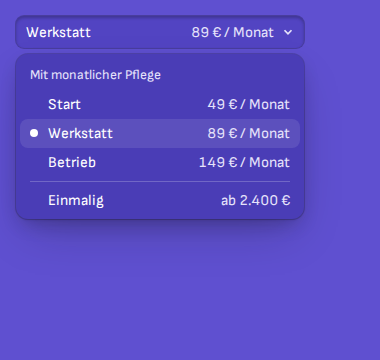 Werkstatt 89 € / Monat
Mit monatlicher Pflege
Start 49 € / Monat
Werkstatt 89 € / Monat
Betrieb 149 € / Monat
Einmalig ab 2.400 €